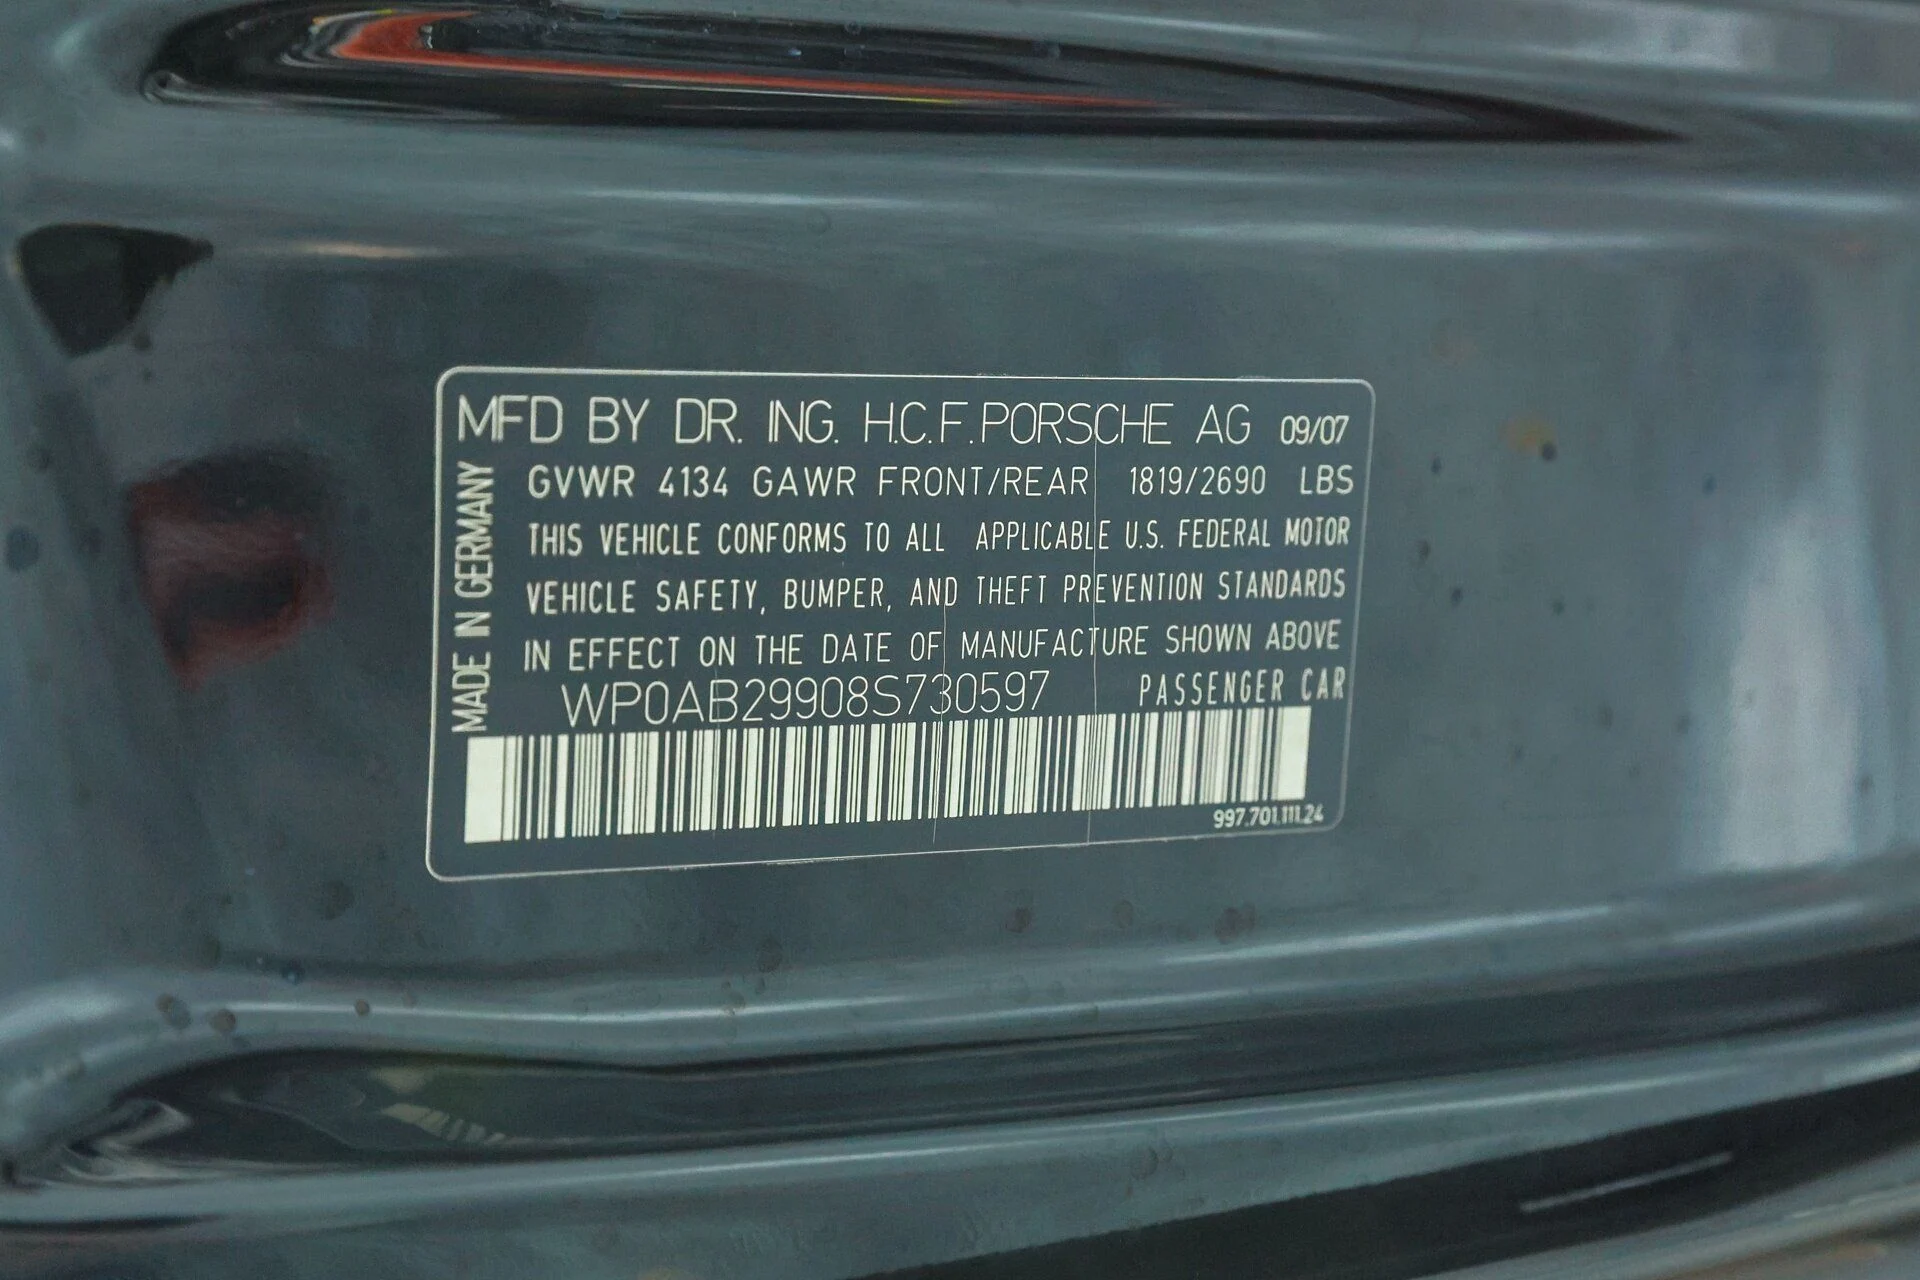 MFD BY DR. ING. H.C.F. PORSCHE AG 09/07
GVWR 4134 GAWR FRONT/REAR 1819/2690 LBS
THIS VEHICLE CONFORMS TO ALL APPLICABLE U.S. FEDERAL MOTOR
VEHICLE SAFETY, BUMPER, AND THEFT PREVENTION STANDARDS
IN EFFECT ON THE DATE OF MANUFACTURE SHOWN ABOVE
WP0AB29908S730597 PASSENGER CAR
997.701.111.24
MADE IN GERMANY